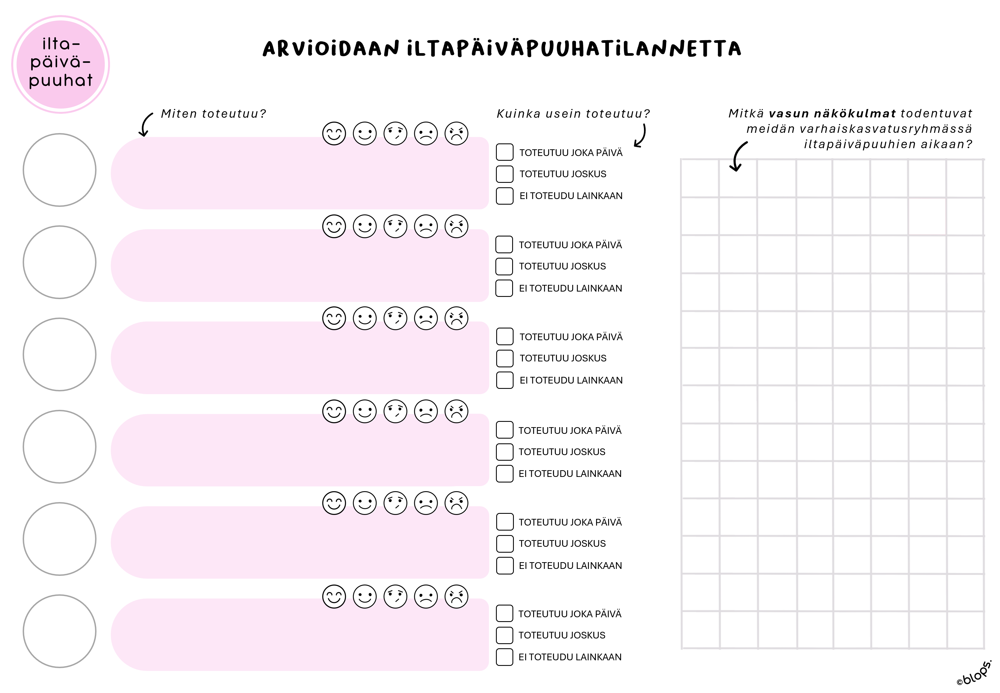 ilta-
päivä-
puuhat
ARViOiDAAN iLTAPÄiVÄPUUHATiLANNETTA
Miten toteutuu?
Kuinka usein toteutuu?
Mitkä vasun näkökulmat todentuvat
meidän varhaiskasvatusryhmässä
iltapäiväpuuhien aikaan?
TOTEUTUU JOKA PÄIVÄ
TOTEUTUU JOSKUS
EI TOTEUDU LAINKAAN
TOTEUTUU JOKA PÄIVÄ
TOTEUTUU JOSKUS
EI TOTEUDU LAINKAAN
TOTEUTUU JOKA PÄIVÄ
TOTEUTUU JOSKUS
EI TOTEUDU LAINKAAN
TOTEUTUU JOKA PÄIVÄ
TOTEUTUU JOSKUS
EI TOTEUDU LAINKAAN
TOTEUTUU JOKA PÄIVÄ
TOTEUTUU JOSKUS
EI TOTEUDU LAINKAAN
TOTEUTUU JOKA PÄIVÄ
TOTEUTUU JOSKUS
EI TOTEUDU LAINKAAN
©blops.